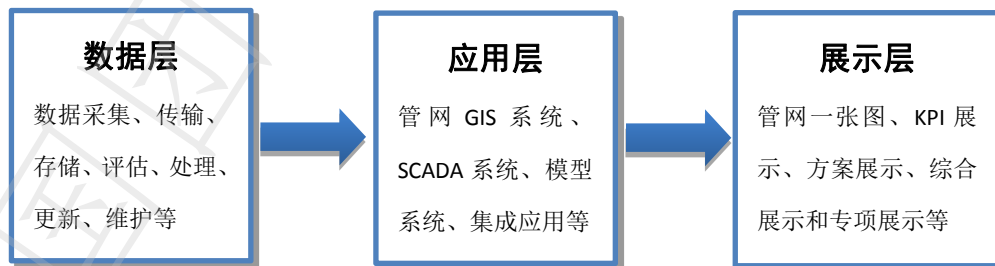 数据层
数据采集、传输、
存储、评估、处理、
更新、维护等
应用层
管网 GIS 系统、
SCADA 系统、模型
系统、集成应用等
展示层
管网一张图、KPI 展
示、方案展示、综合
展示和专项展示等